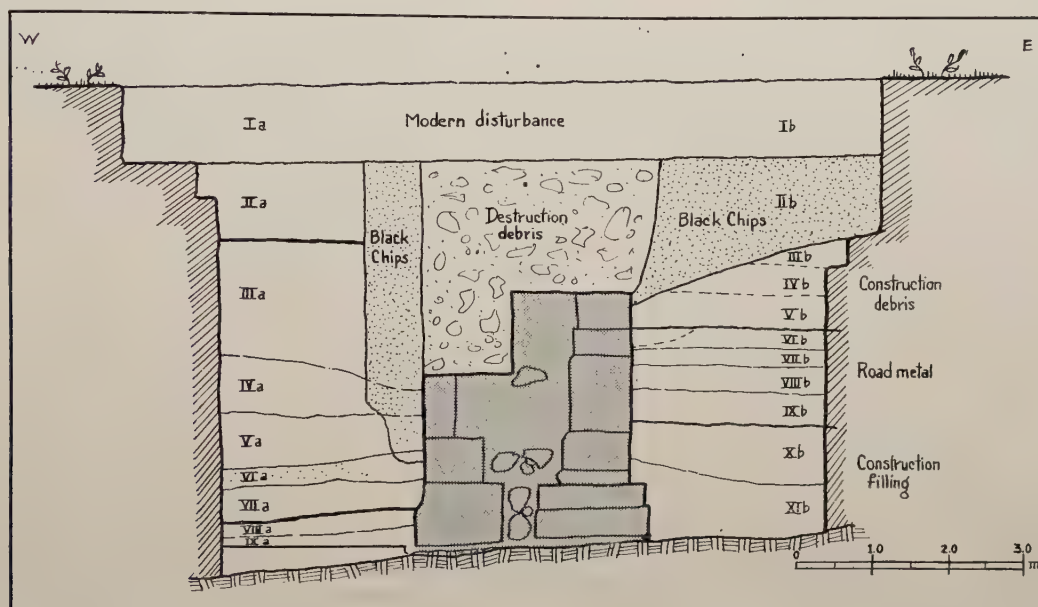 W
E
Ia
Modern disturbance
Ib
IIa
Black
Chips
Destruction
debris
Black Chips
IIb
IIIa
IIIb
IVb
Construction
debris
Vb
VIb
VIIb
IVa
VIIIb
Road metal
IXb
Va
Xb
Construction
filling
VIa
VIIa
XIb
VIIIa
IXa
0 1.0 2.0 3.0
m